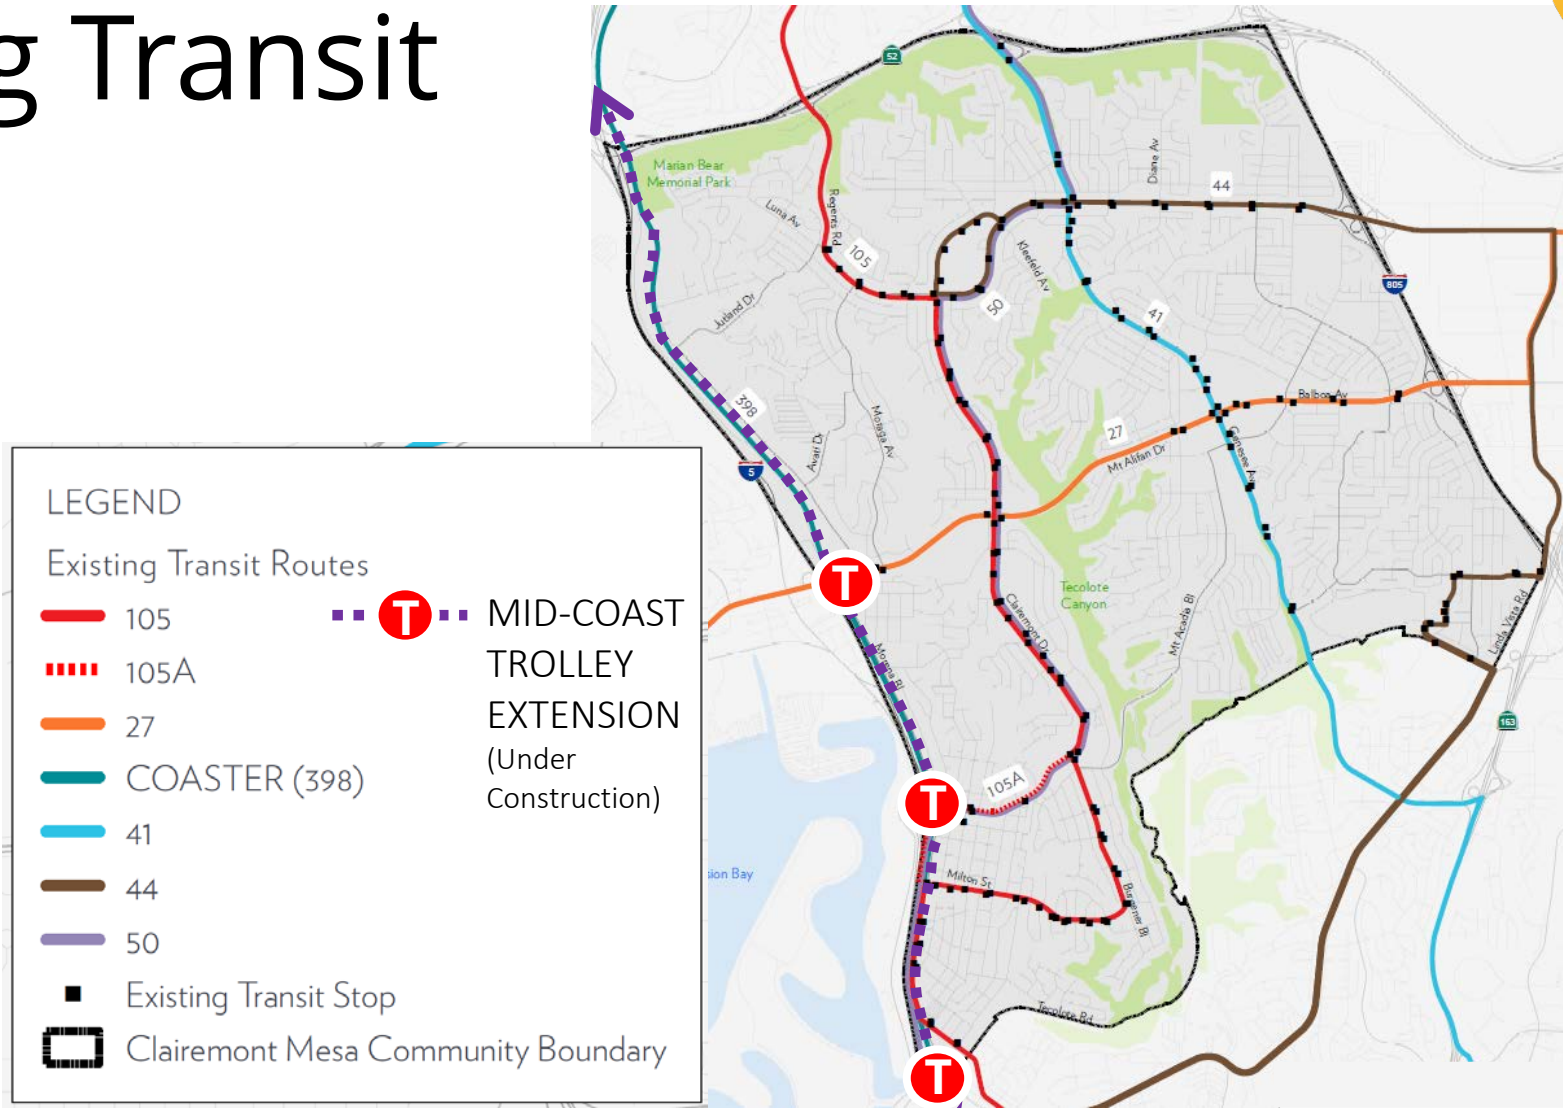 g Transit
52
Marian Bear
Memorial Park
Luna Av
Regents Rd
Diane Av
44
105
Kleefeld Av
50
805
Jutland Dr
41
398
Balboa Av
Moraga Av
27
Avati Dr
Mt Alifan Dr
Genesee Av
5
T
Tecolote
Canyon
Clairemont Dr
Mt Acadia Bl
Linda Vista Rd
Morena Bl
163
105A
T
sion Bay
Milton St
Burgener Bl
Tecolote Rd
T
LEGEND
Existing Transit Routes
105
105A
27
COASTER (398)
41
44
50
Existing Transit Stop
Clairemont Mesa Community Boundary
T
MID-COAST
TROLLEY
EXTENSION
(Under
Construction)